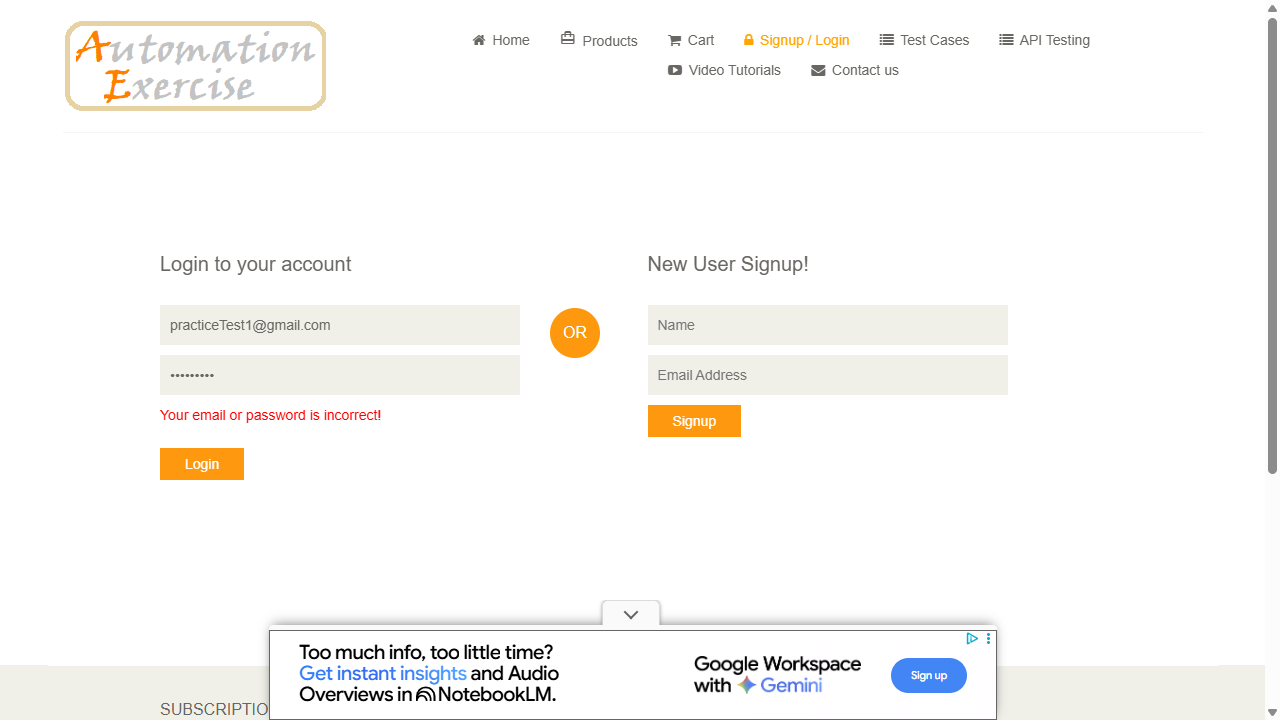 Automation
Exercise
Home
Products
Cart
Signup / Login
Test Cases
API Testing
Video Tutorials
Contact us
Login to your account
practiceTest1@gmail.com
•••••••••
Your email or password is incorrect!
Login
OR
New User Signup!
Name
Email Address
Signup
SUBSCRIPTIO
Too much info, too little time?
Get instant insights and Audio
Overviews in NotebookLM.
Google Workspace
with Gemini
Sign up